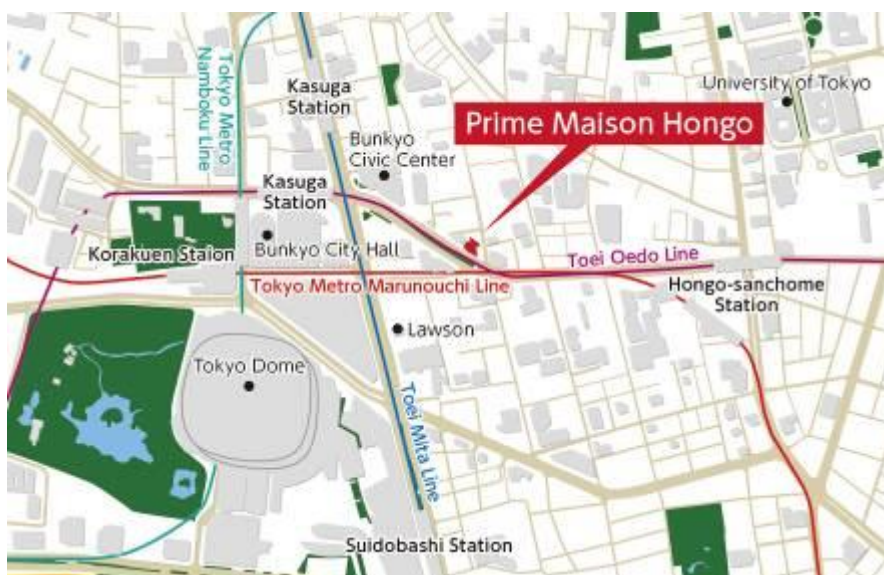 Tokyo Metro
Namboku Line
Kasuga
Station
University of Tokyo
Prime Maison Hongo
Bunkyo
Civic Center
Kasuga
Station
Korakuen Staion
Bunkyo City Hall
Toei Oedo Line
Tokyo Metro Marunouchi Line
Hongo-sanchome
Station
Lawson
Tokyo Dome
Toei Mita Line
Suidobashi Station